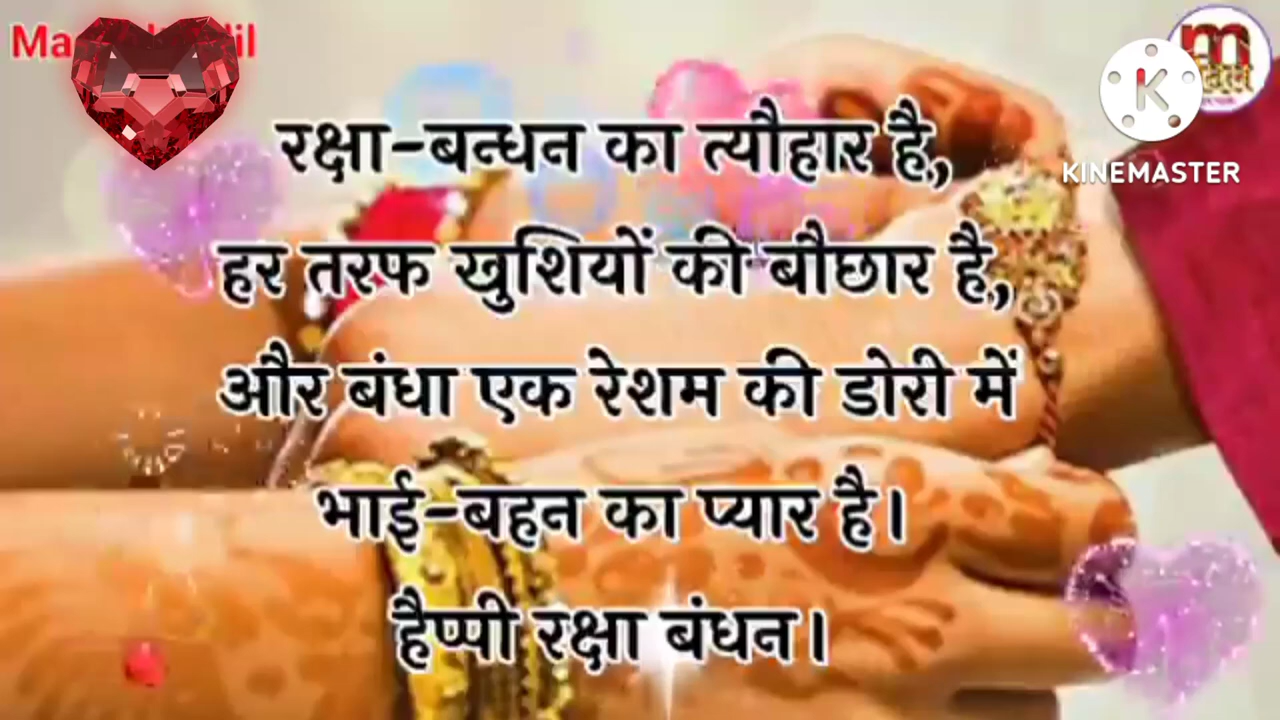 रक्षा-बन्धन का त्यौहार है,
हर तरफ खुशियों की बौछार है,
और बंधा एक रेशम की डोरी में
भाई-बहन का प्यार है।
हैप्पी रक्षा बंधन।
KINEMASTER